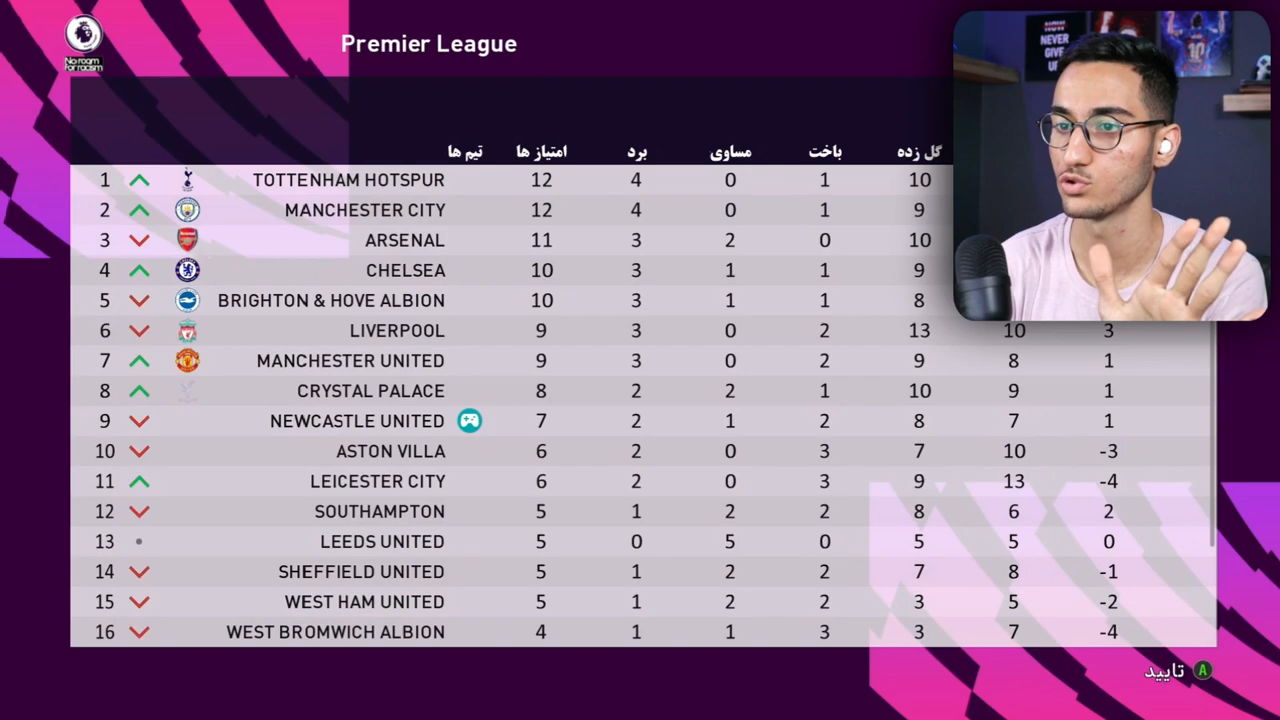 No room for racism
Premier League
NOW
NEVER
GIVE
UP
10
تیم ها امتیاز ها برد مساوی باخت گل زده
1 TOTTENHAM HOTSPUR 12 4 0 1 10
2 MANCHESTER CITY 12 4 0 1 9
3 ARSENAL 11 3 2 0 10
4 CHELSEA 10 3 1 1 9
5 BRIGHTON & HOVE ALBION 10 3 1 1 8
6 LIVERPOOL 9 3 0 2 13 10 3
7 MANCHESTER UNITED 9 3 0 2 9 8 1
8 CRYSTAL PALACE 8 2 2 1 10 9 1
9 NEWCASTLE UNITED 7 2 1 2 8 7 1
10 ASTON VILLA 6 2 0 3 7 10 -3
11 LEICESTER CITY 6 2 0 3 9 13 -4
12 SOUTHAMPTON 5 1 2 2 8 6 2
13 LEEDS UNITED 5 0 5 0 5 5 0
14 SHEFFIELD UNITED 5 1 2 2 7 8 -1
15 WEST HAM UNITED 5 1 2 2 3 5 -2
16 WEST BROMWICH ALBION 4 1 1 3 3 7 -4
تایید A